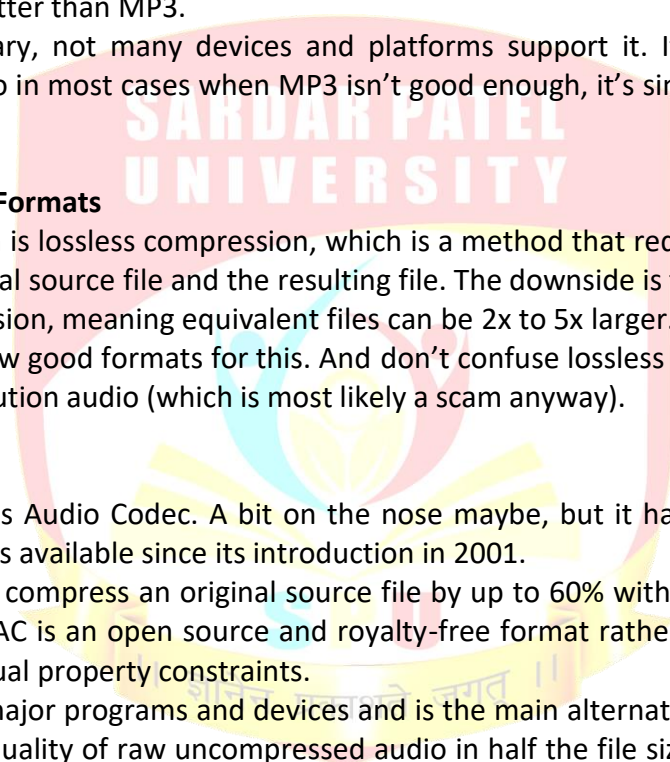 tter than MP3.
ary, not many devices and platforms support it. I
o in most cases when MP3 isn't good enough, it's sin
SARDAR PATEL
UNIVERSITY
Formats
is lossless compression, which is a method that red
al source file and the resulting file. The downside is
sion, meaning equivalent files can be 2x to 5x larger.
w good formats for this. And don't confuse lossless
ution audio (which is most likely a scam anyway).
s Audio Codec. A bit on the nose maybe, but it ha
s available since its introduction in 2001.
compress an original source file by up to 60% with
SPU
AC is an open source and royalty-free format rathe
ual property constraints.
जगत् ॥
major programs and devices and is the main alternat
quality of raw uncompressed audio in half the file siz